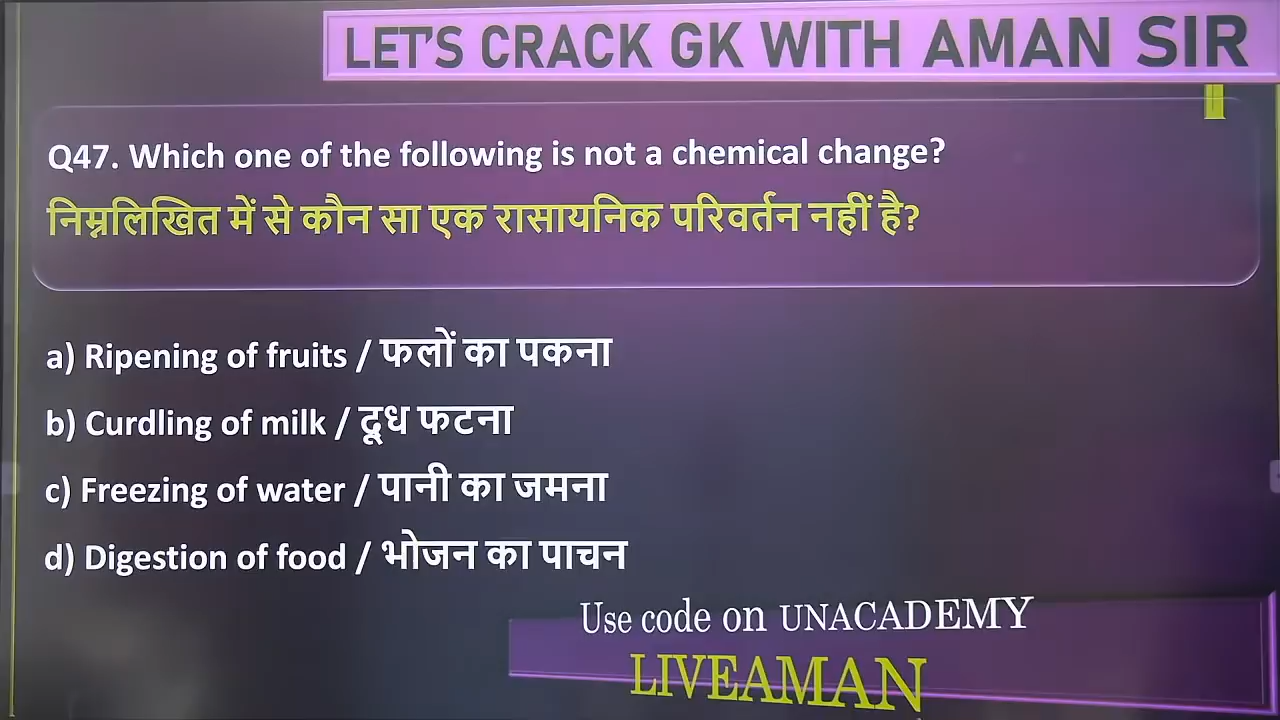 LET'S CRACK GK WITH AMAN SIR
Q47. Which one of the following is not a chemical change?
निम्नलिखित में से कौन सा एक रासायनिक परिवर्तन नहीं है?
a) Ripening of fruits / फलों का पकना
b) Curdling of milk / दूध फटना
c) Freezing of water / पानी का जमना
d) Digestion of food / भोजन का पाचन
Use code on UNACADEMY
LIVEAMAN